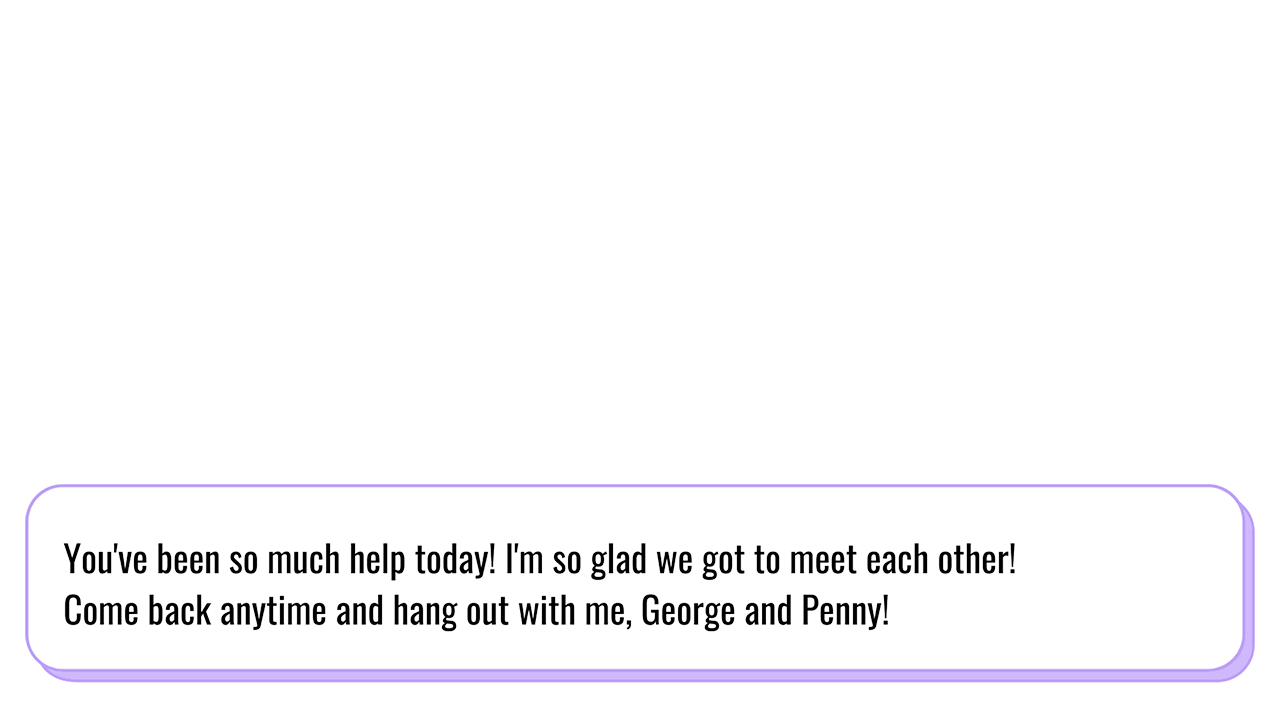 You've been so much help today! I'm so glad we got to meet each other!
Come back anytime and hang out with me, George and Penny!